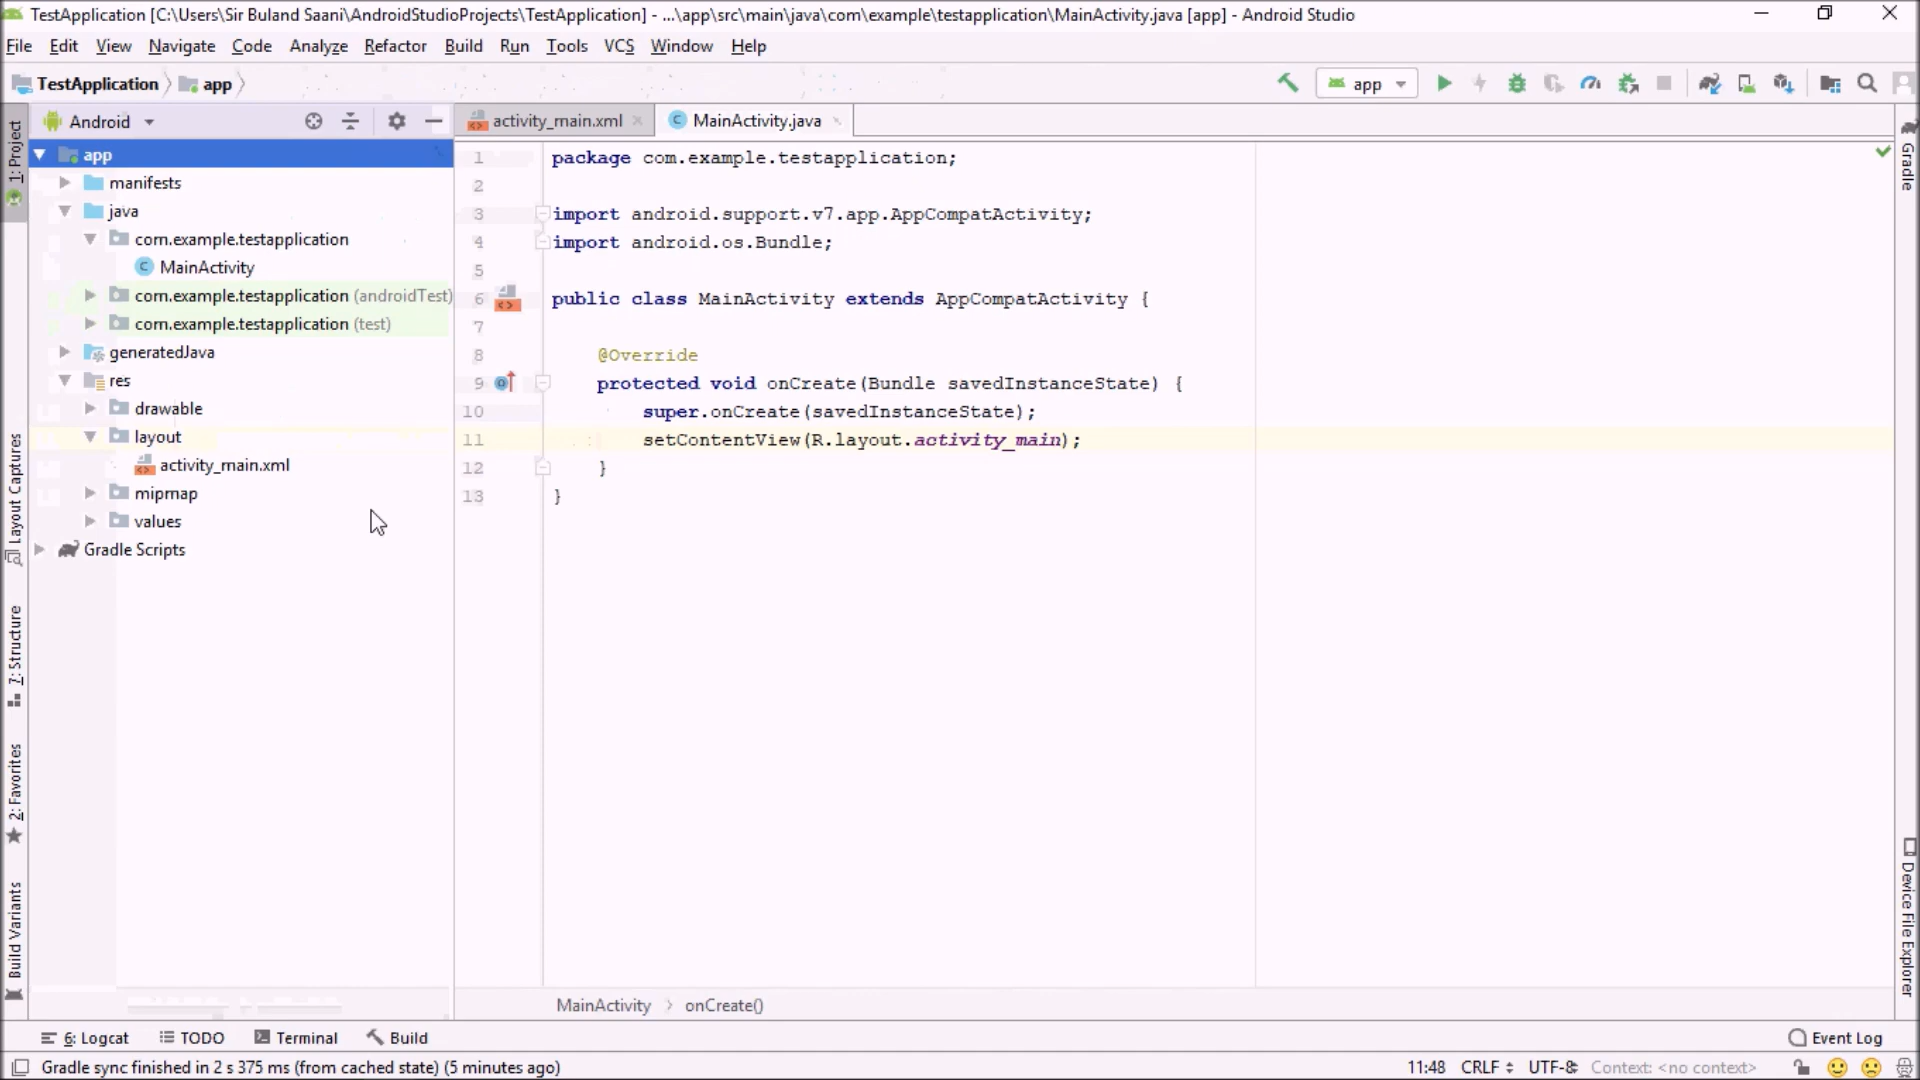 TestApplication [C:\Users\Sir Buland Saani\AndroidStudioProjects\TestApplication] - ...\app\src\main\java\com\example\testapplication\MainActivity.java [app] - Android Studio
File Edit View Navigate Code Analyze Refactor Build Run Tools VCS Window Help
TestApplication app
app
Android
activity_main.xml
MainActivity.java
1: Project
Layout Captures
7: Structure
2: Favorites
Build Variants
app
manifests
java
com.example.testapplication
MainActivity
com.example.testapplication (androidTest)
com.example.testapplication (test)
generatedJava
res
drawable
layout
activity_main.xml
mipmap
values
Gradle Scripts
1 package com.example.testapplication;
2
3 import android.support.v7.app.AppCompatActivity;
4 import android.os.Bundle;
5
6 public class MainActivity extends AppCompatActivity {
7
8 @Override
9 protected void onCreate(Bundle savedInstanceState) {
10 super.onCreate(savedInstanceState);
11 setContentView(R.layout.activity_main);
12 }
13 }
Gradle
Device File Explorer
MainActivity > onCreate()
6: Logcat TODO Terminal Build Event Log
Gradle sync finished in 2 s 375 ms (from cached state) (5 minutes ago) 11:48 CRLF UTF-8 Context: <no context>